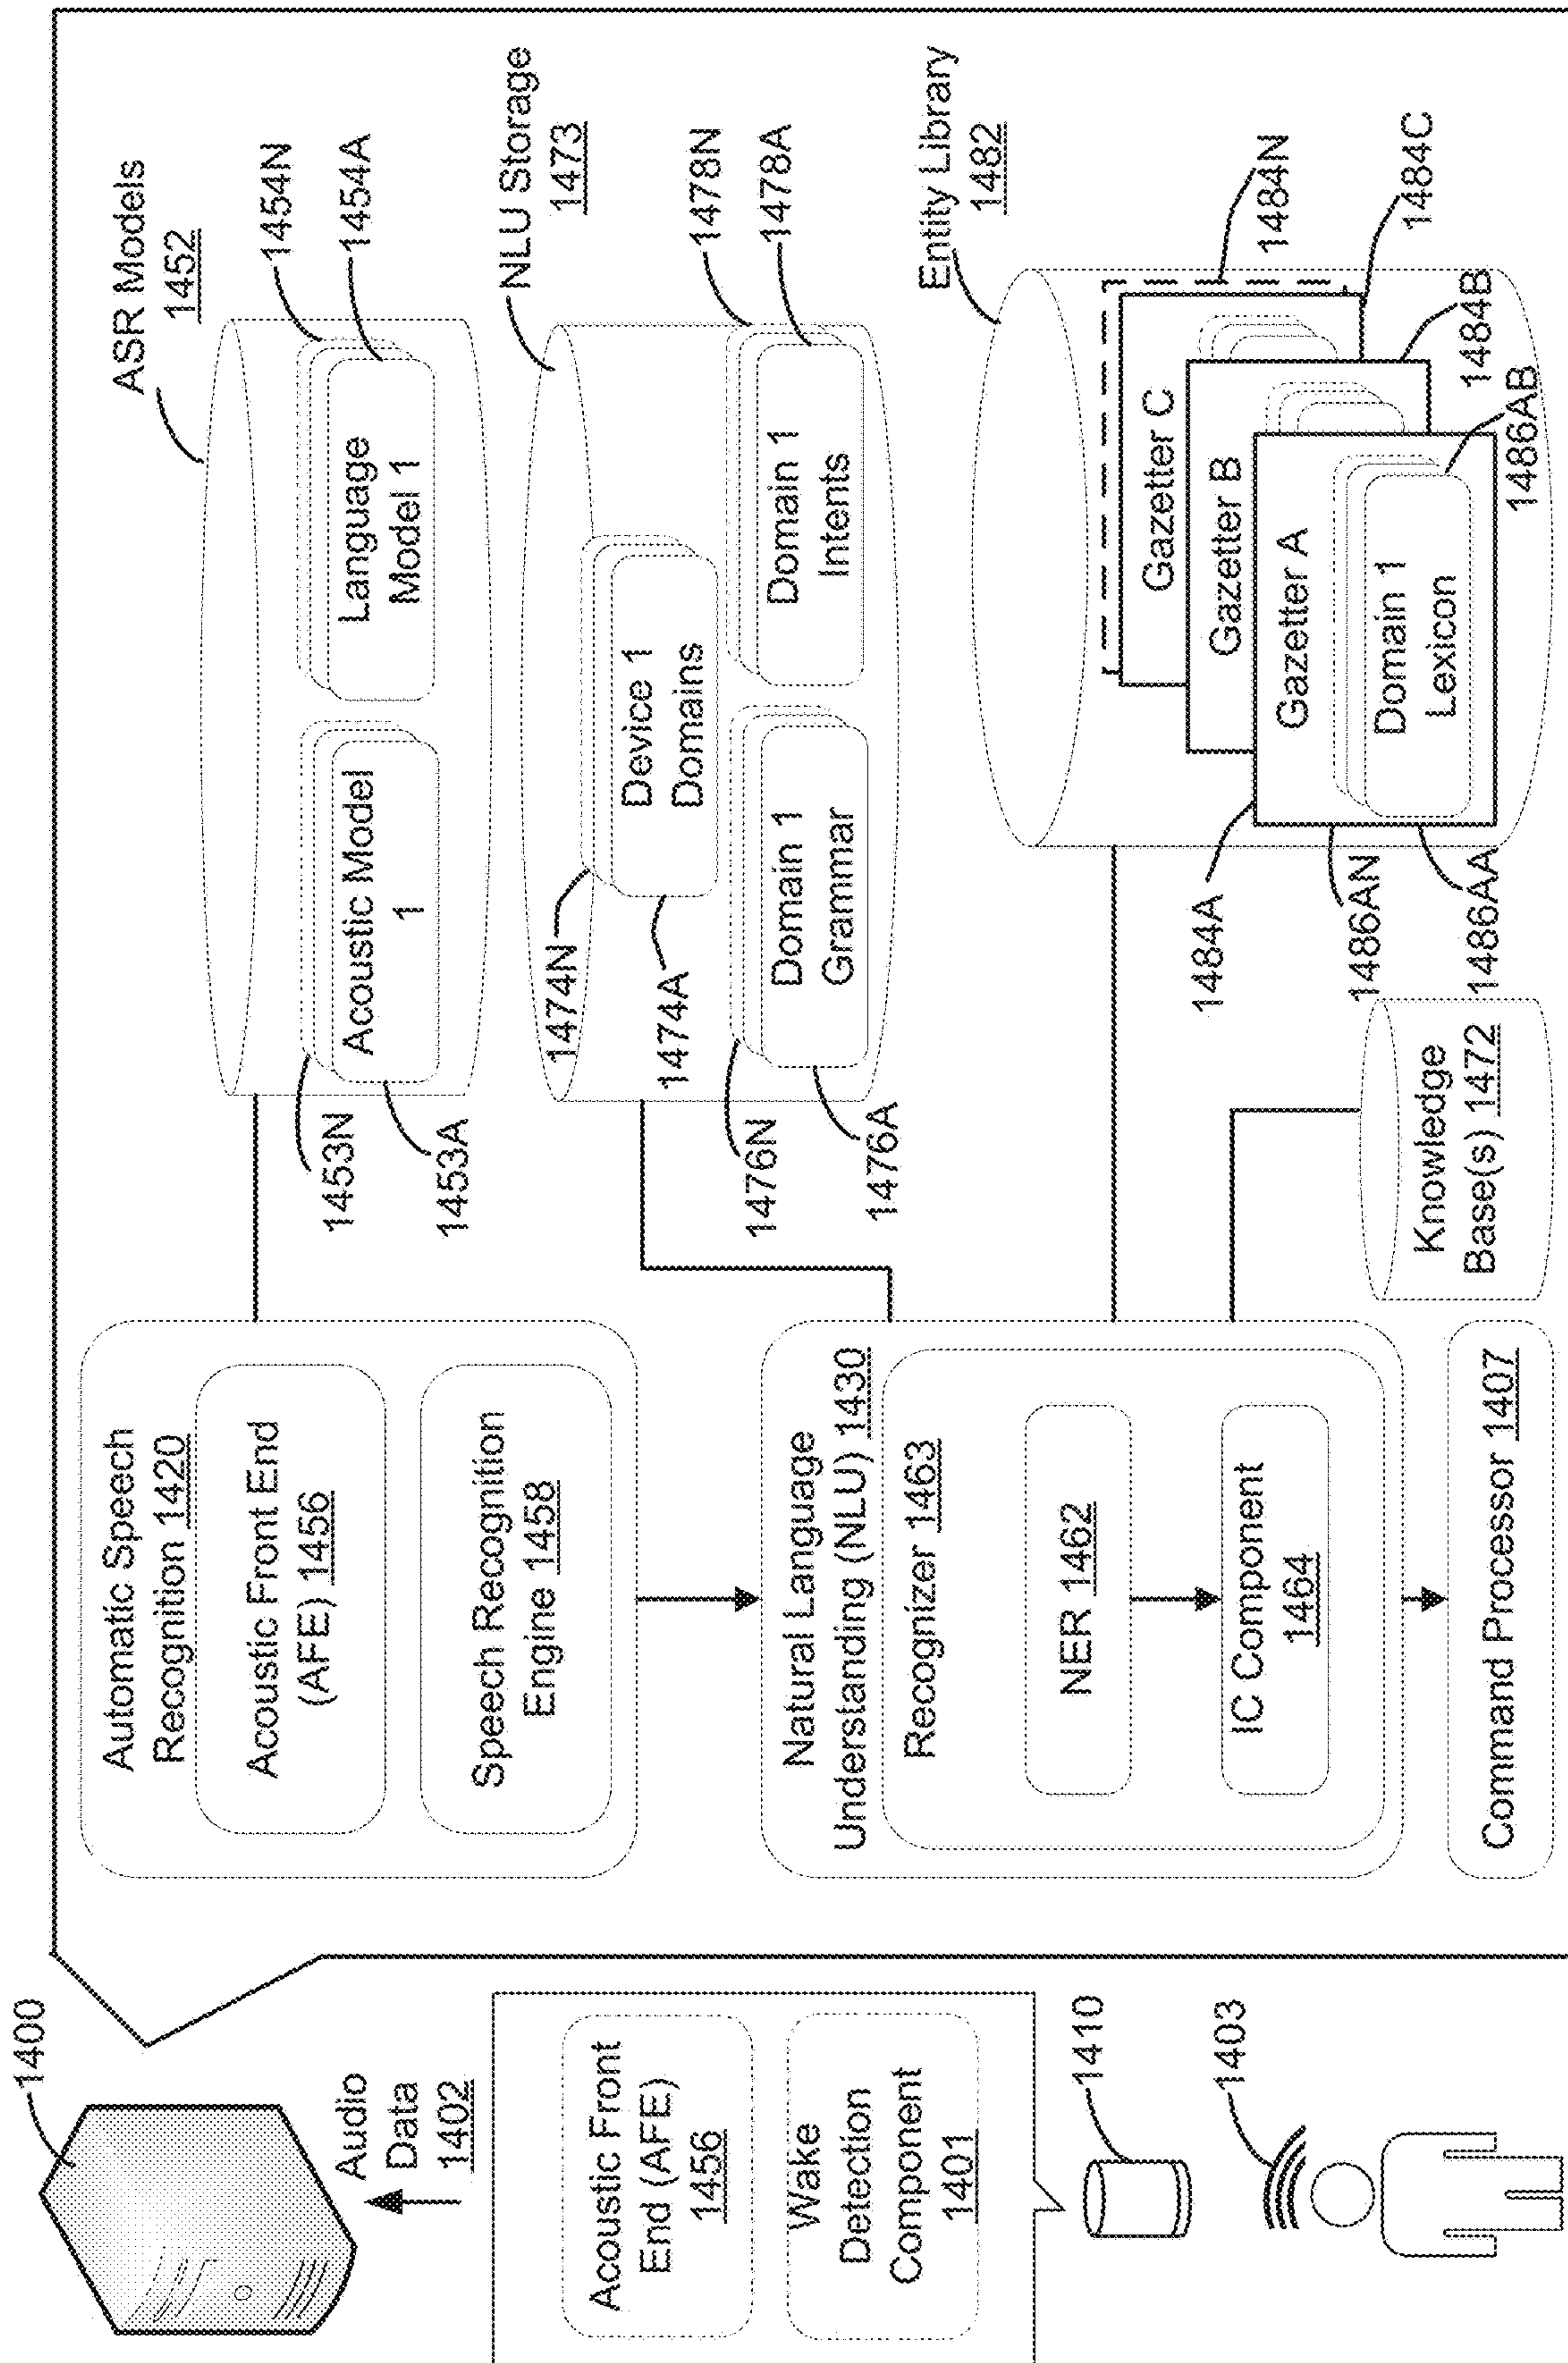 1400
Audio
Data
1402
Acoustic Front
End (AFE)
1456
Wake
Detection
Component
1401
1410
1403
Automatic Speech
Recognition 1420
Acoustic Front End
(AFE) 1456
Speech Recognition
Engine 1458
Natural Language
Understanding (NLU) 1430
Recognizer 1463
NER 1462
IC Component
1464
Command Processor 1407
ASR Models
1452
1453N
1453A
Acoustic Model
1
Language
Model 1
1454N
1454A
NLU Storage
1473
1474N
1474A
Device 1
Domains
1476N
1476A
Domain 1
Grammar
Domain 1
Intents
1478N
1478A
Entity Library
1482
Gazetter C
Gazetter B
Gazetter A
Domain 1
Lexicon
1484N
1484C
1484B
1486AB
1484A
1486AN
1486AA
Knowledge
Base(s) 1472